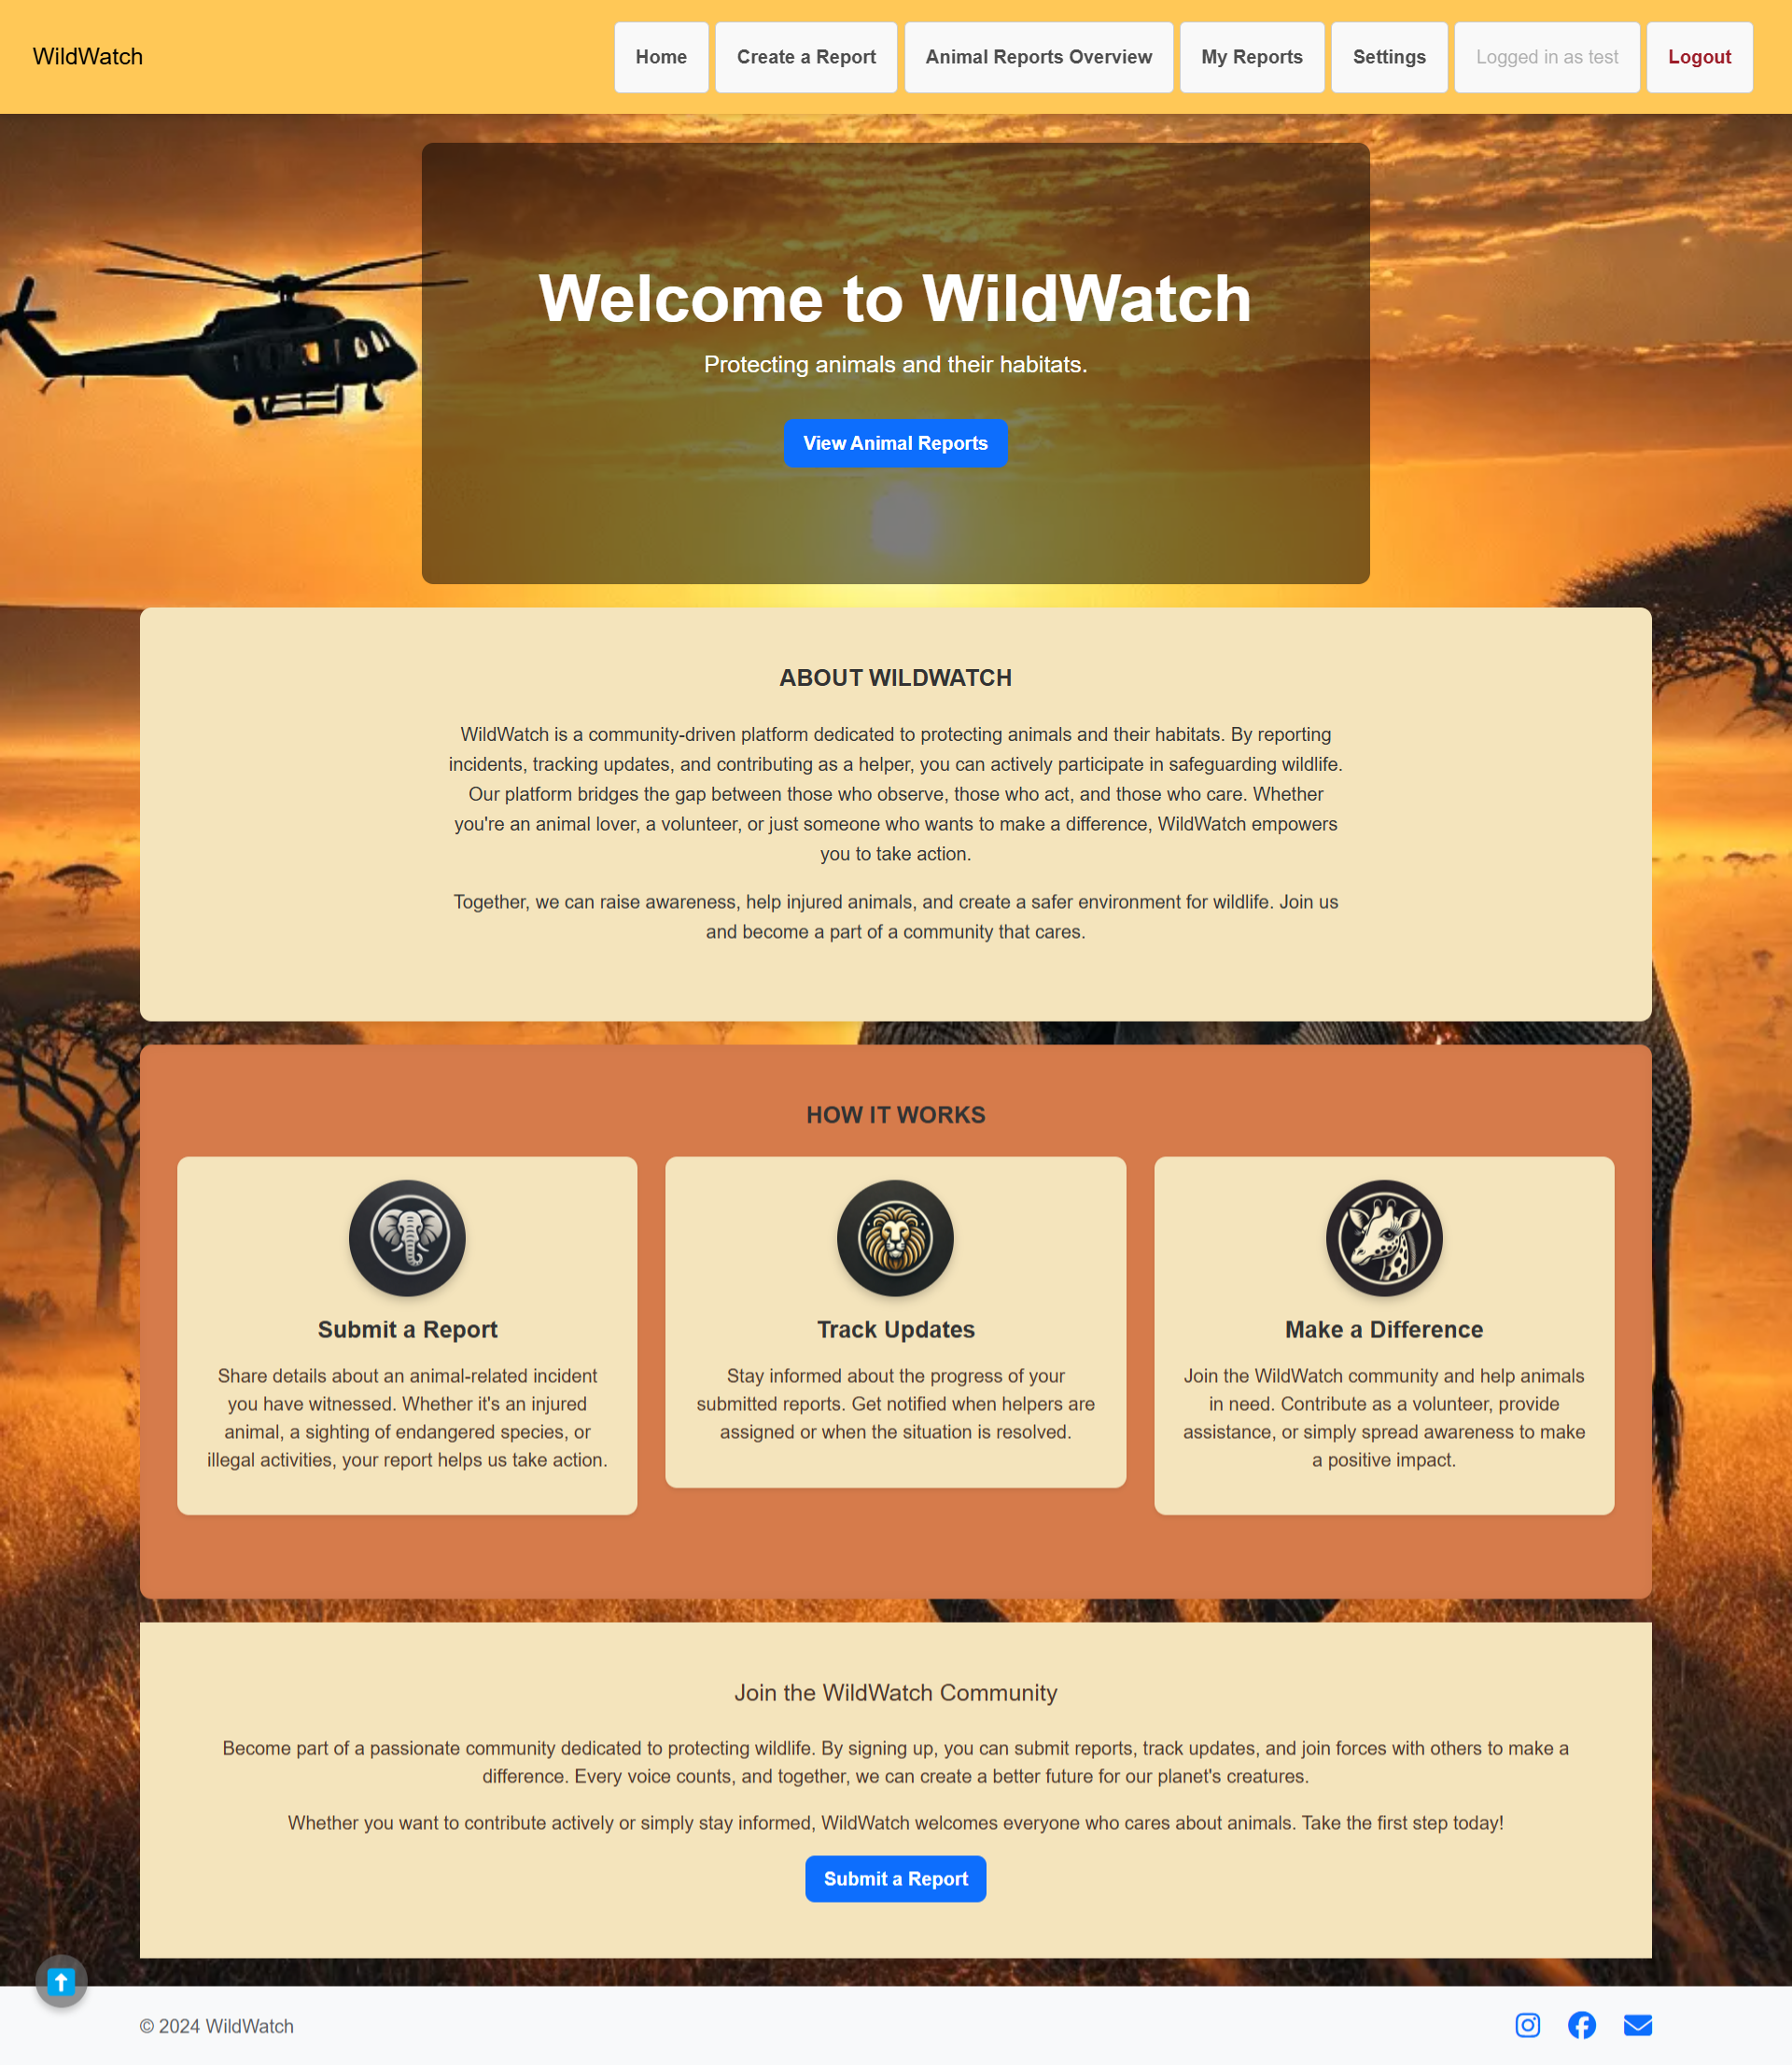 WildWatch
Home
Create a Report
Animal Reports Overview
My Reports
Settings
Logged in as test
Logout
Welcome to WildWatch
Protecting animals and their habitats.
View Animal Reports
ABOUT WILDWATCH
WildWatch is a community-driven platform dedicated to protecting animals and their habitats. By reporting
incidents, tracking updates, and contributing as a helper, you can actively participate in safeguarding wildlife.
Our platform bridges the gap between those who observe, those who act, and those who care. Whether
you're an animal lover, a volunteer, or just someone who wants to make a difference, WildWatch empowers
you to take action.
Together, we can raise awareness, help injured animals, and create a safer environment for wildlife. Join us
and become a part of a community that cares.
HOW IT WORKS
Submit a Report
Share details about an animal-related incident
you have witnessed. Whether it's an injured
animal, a sighting of endangered species, or
illegal activities, your report helps us take action.
Track Updates
Stay informed about the progress of your
submitted reports. Get notified when helpers are
assigned or when the situation is resolved.
Make a Difference
Join the WildWatch community and help animals
in need. Contribute as a volunteer, provide
assistance, or simply spread awareness to make
a positive impact.
Join the WildWatch Community
Become part of a passionate community dedicated to protecting wildlife. By signing up, you can submit reports, track updates, and join forces with others to make a
difference. Every voice counts, and together, we can create a better future for our planet's creatures.
Whether you want to contribute actively or simply stay informed, WildWatch welcomes everyone who cares about animals. Take the first step today!
Submit a Report
© 2024 WildWatch